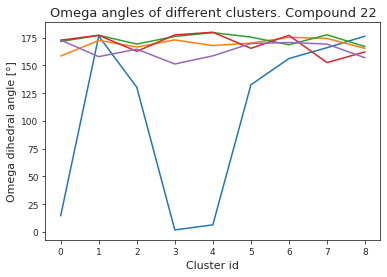 Omega angles of different clusters. Compound 22
Omega dihedral angle [°]
175
150
125
100
75
50
25
0
0 1 2 3 4 5 6 7 8
Cluster id